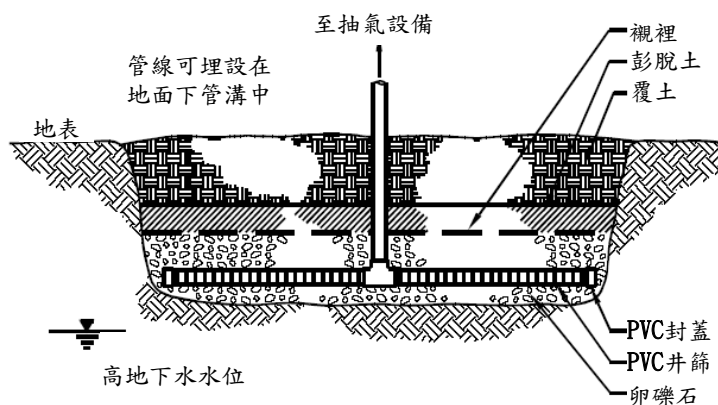 至抽氣設備
管線可埋設在
地面下管溝中
襯裡
彭脫土
覆土
地表
PVC封蓋
PVC井篩
卵礫石
高地下水水位